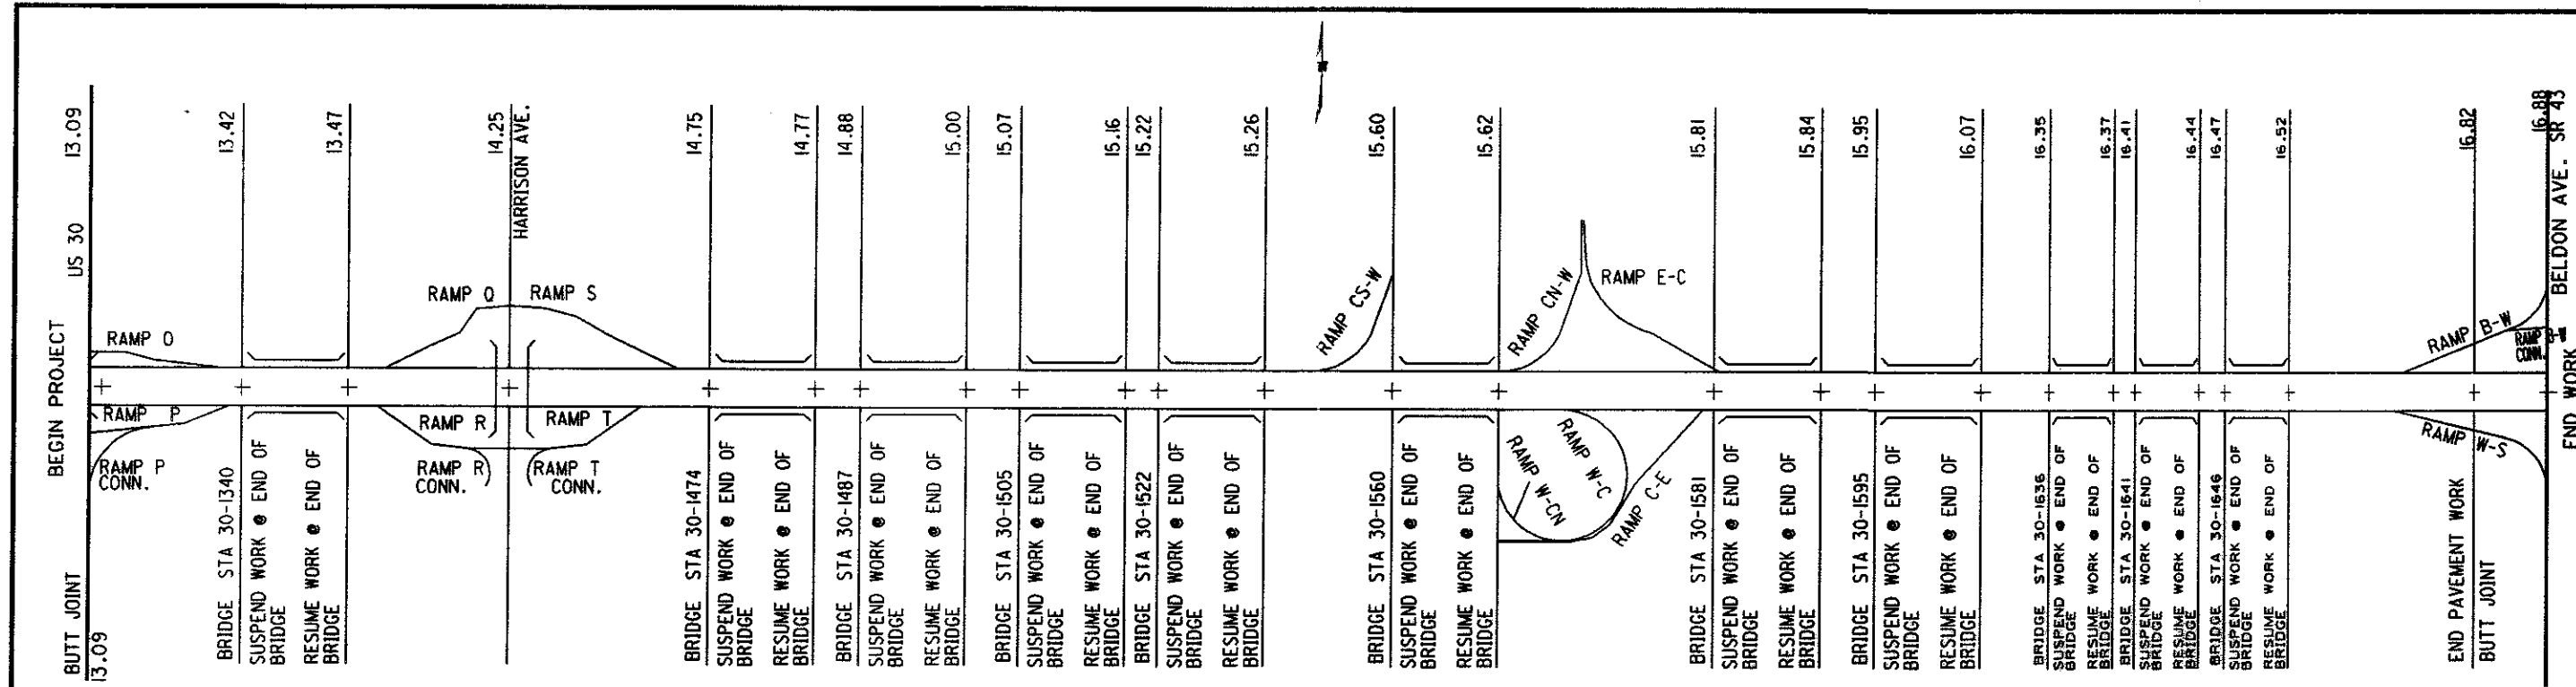 BEGIN PROJECT
US 30 13.09
BUTT JOINT
13.09
RAMP O
RAMP P
RAMP P
CONN.
13.42
BRIDGE STA 30-1340
SUSPEND WORK @ END OF
BRIDGE
13.47
RESUME WORK @ END OF
BRIDGE
14.25
HARRISON AVE.
RAMP Q
RAMP S
RAMP R
RAMP T
RAMP R
CONN.
RAMP T
CONN.
14.75
BRIDGE STA 30-1474
SUSPEND WORK @ END OF
BRIDGE
14.77
RESUME WORK @ END OF
BRIDGE
14.88
BRIDGE STA 30-1487
SUSPEND WORK @ END OF
BRIDGE
15.00
RESUME WORK @ END OF
BRIDGE
15.07
BRIDGE STA 30-1505
SUSPEND WORK @ END OF
BRIDGE
15.16
RESUME WORK @ END OF
BRIDGE
15.22
BRIDGE STA 30-1522
SUSPEND WORK @ END OF
BRIDGE
15.26
RESUME WORK @ END OF
BRIDGE
RAMP CS-W
15.60
BRIDGE STA 30-1560
SUSPEND WORK @ END OF
BRIDGE
15.62
RESUME WORK @ END OF
BRIDGE
RAMP CN-W
RAMP E-C
RAMP W-C
RAMP W-CN
RAMP C-E
15.81
BRIDGE STA 30-1581
SUSPEND WORK @ END OF
BRIDGE
15.84
RESUME WORK @ END OF
BRIDGE
15.95
BRIDGE STA 30-1595
SUSPEND WORK @ END OF
BRIDGE
16.07
RESUME WORK @ END OF
BRIDGE
16.35
BRIDGE STA 30-1636
SUSPEND WORK @ END OF
BRIDGE
16.37
RESUME WORK @ END OF
BRIDGE
16.41
BRIDGE STA 30-1641
SUSPEND WORK @ END OF
BRIDGE
16.44
RESUME WORK @ END OF
BRIDGE
16.47
BRIDGE STA 30-1646
SUSPEND WORK @ END OF
BRIDGE
16.52
RESUME WORK @ END OF
BRIDGE
16.82
END PAVEMENT WORK
BUTT JOINT
RAMP B-W
RAMP B-W
CONN.
RAMP W-S
16.88
BELDON AVE. SR 43
END WORK